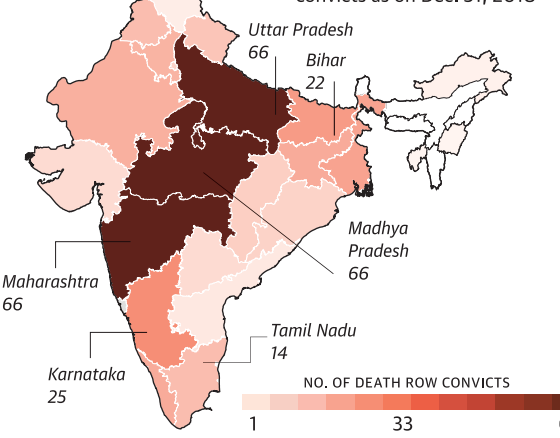 Uttar Pradesh
66
Bihar
22
Madhya
Pradesh
66
Maharashtra
66
Tamil Nadu
14
Karnataka
25
NO. OF DEATH ROW CONVICTS
1 33